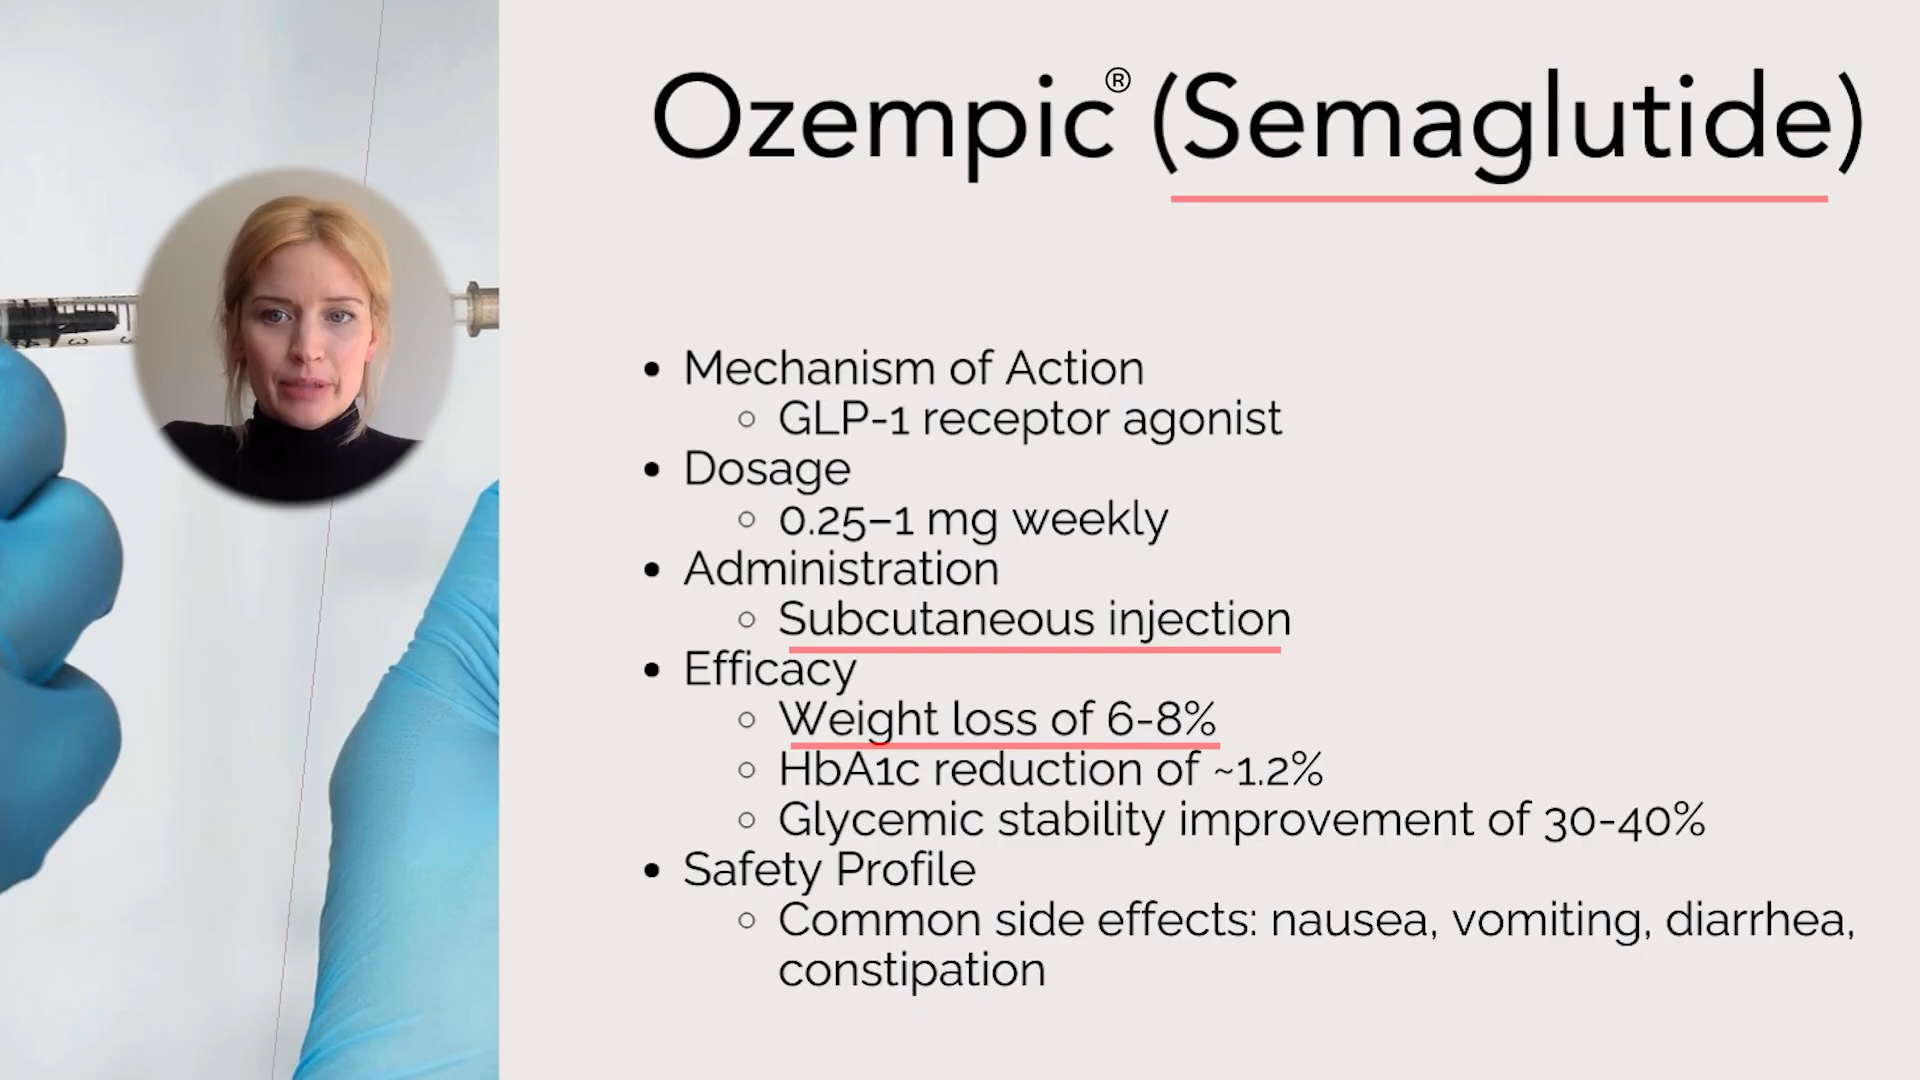 Ozempic® (Semaglutide)
• Mechanism of Action
○ GLP-1 receptor agonist
• Dosage
○ 0.25–1 mg weekly
• Administration
○ Subcutaneous injection
• Efficacy
○ Weight loss of 6-8%
○ HbA1c reduction of ~1.2%
○ Glycemic stability improvement of 30-40%
• Safety Profile
○ Common side effects: nausea, vomiting, diarrhea,
constipation